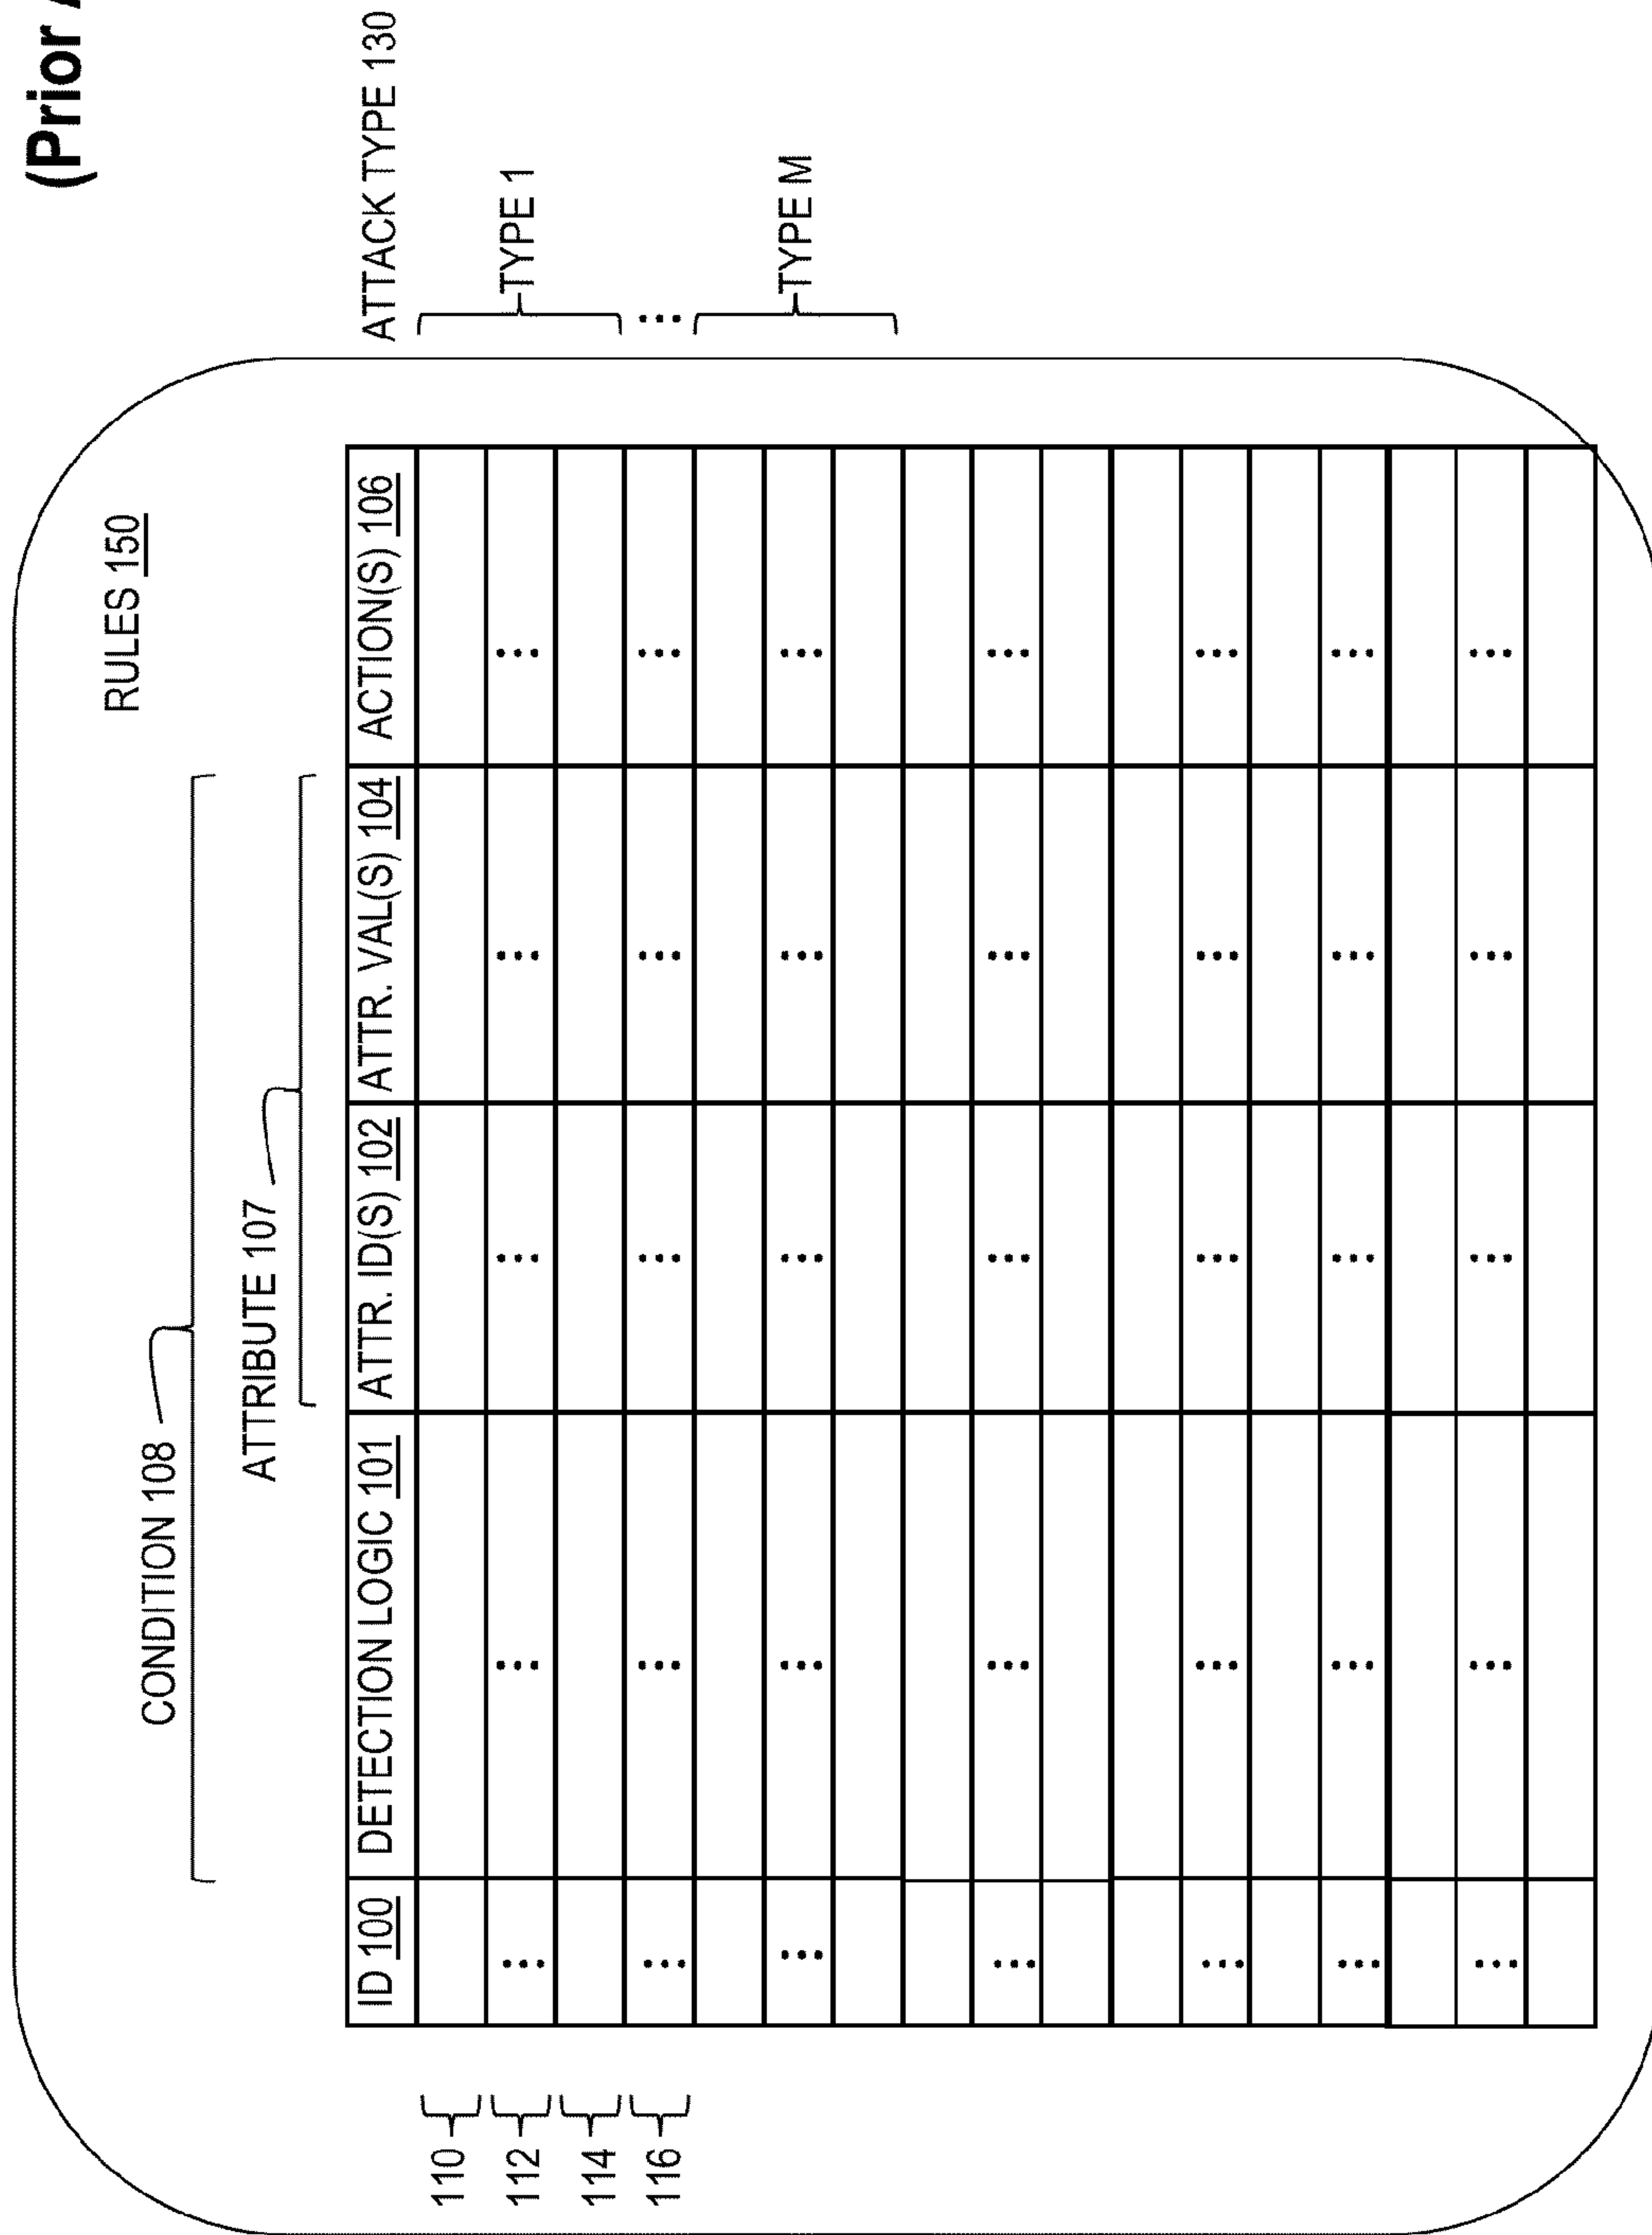 (Prior
RULES 150
CONDITION 108
ATTRIBUTE 107
ATTACK TYPE 130
ID 100 DETECTION LOGIC 101 ATTR. ID(S) 102 ATTR. VAL(S) 104 ACTION(S) 106
110
112 ... ... ... ... ... TYPE 1
114
116 ... ... ... ... ... ...
... ... ... ... ... TYPE M
... ... ... ... ...
... ... ... ... ...
... ... ... ... ...
... ... ... ... ...